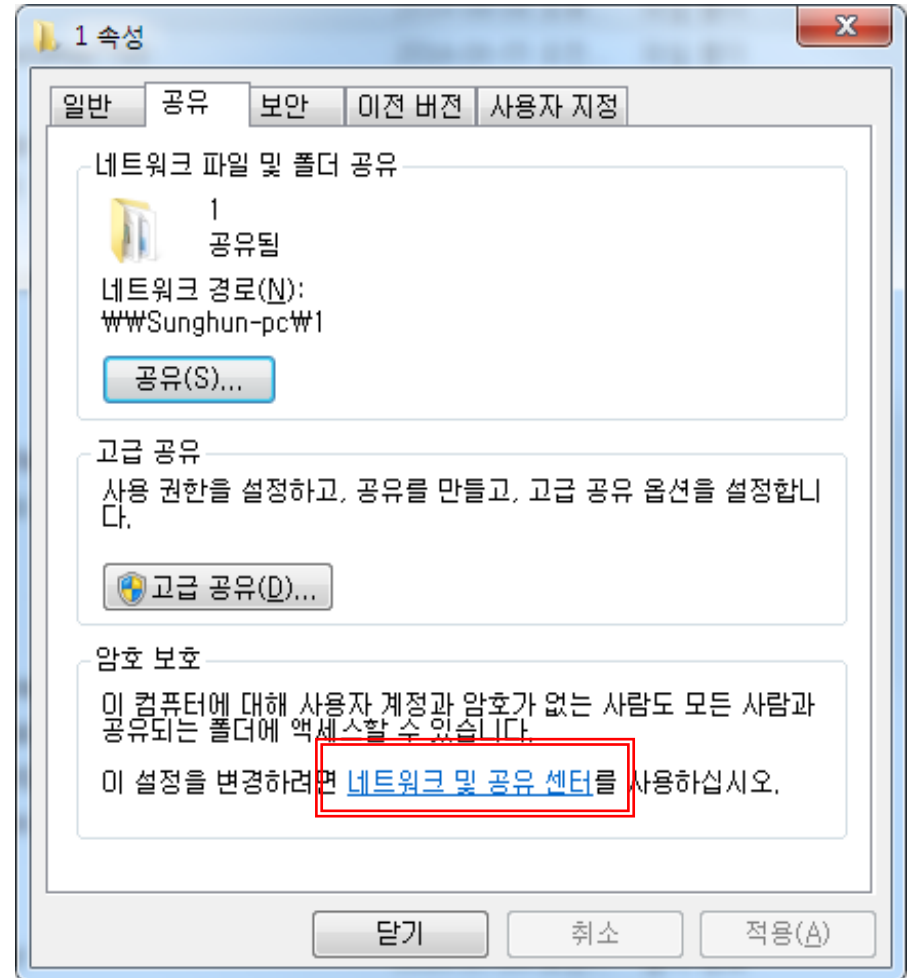 1 속성
일반 공유 보안 이전 버전 사용자 지정
네트워크 파일 및 폴더 공유
1
공유됨
네트워크 경로(N):
₩₩Sunghun-pc₩1
공유(S)...
고급 공유
사용 권한을 설정하고, 공유를 만들고, 고급 공유 옵션을 설정합니
다.
고급 공유(D)...
암호 보호
이 컴퓨터에 대해 사용자 계정과 암호가 없는 사람도 모든 사람과
공유되는 폴더에 액세스할 수 있습니다.
이 설정을 변경하려면 네트워크 및 공유 센터를 사용하십시오.
닫기 취소 적용(A)